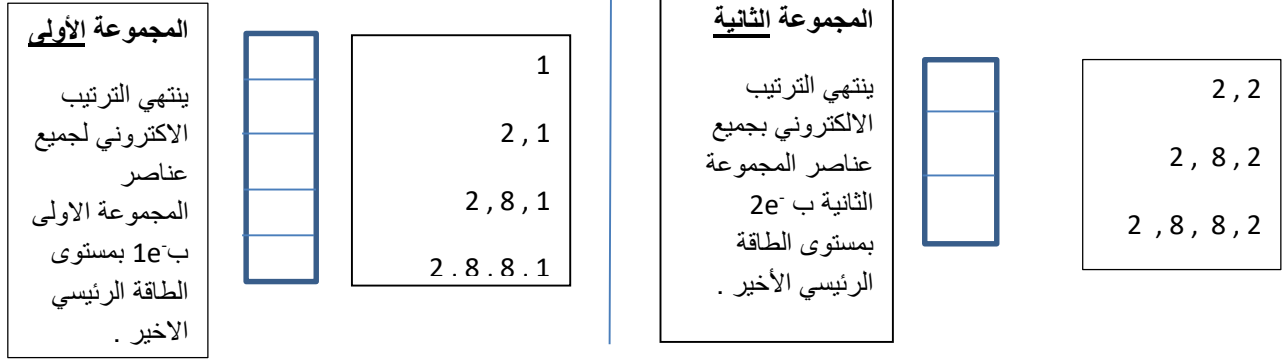 المجموعة الأولى
ينتهي الترتيب
الاكتروني لجميع
عناصر
المجموعة الاولى
ب 1e- بمستوى
الطاقة الرئيسي
الاخير .
1
2 , 1
2 , 8 , 1
2 . 8 . 8 . 1
المجموعة الثانية
ينتهي الترتيب
الالكتروني بجميع
عناصر المجموعة
الثانية ب 2e-
بمستوى الطاقة
الرئيسي الأخير .
2 , 2
2 , 8 , 2
2 , 8 , 8 , 2